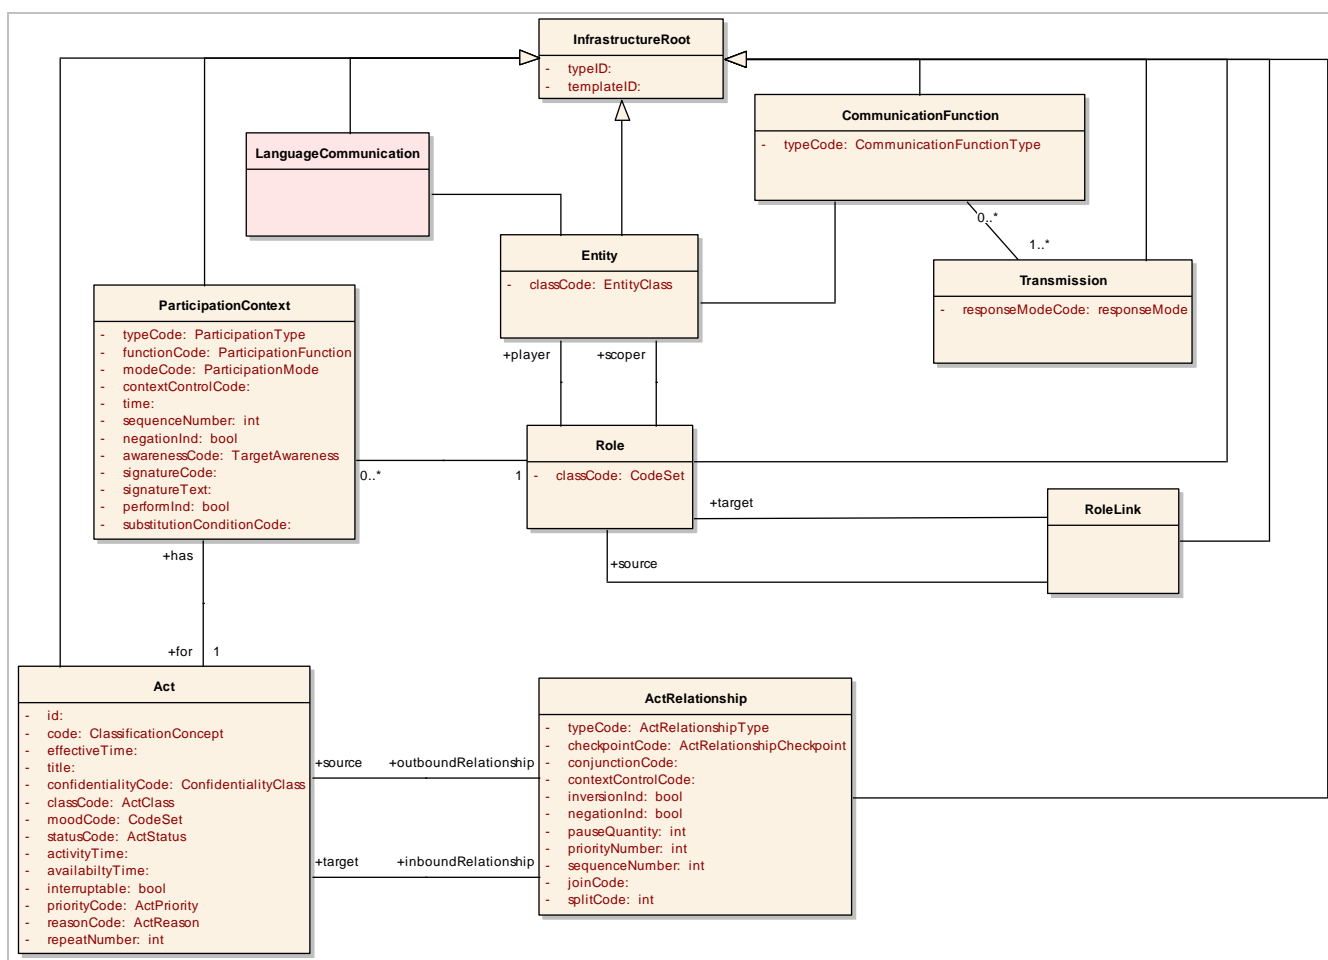 InfrastructureRoot
- typeID:
- templateID:
CommunicationFunction
- typeCode: CommunicationFunctionType
LanguageCommunication
0..*
1..*
Entity
- classCode: EntityClass
Transmission
- responseModeCode: responseMode
ParticipationContext
- typeCode: ParticipationType
- functionCode: ParticipationFunction
- modeCode: ParticipationMode
- contextControlCode:
- time:
- sequenceNumber: int
- negationInd: bool
- awarenessCode: TargetAwareness
- signatureCode:
- signatureText:
- performInd: bool
- substitutionConditionCode:
+player
+scoper
Role
- classCode: CodeSet
0..*
1
+target
+source
RoleLink
+has
+for
1
Act
- id:
- code: ClassificationConcept
- effectiveTime:
- title:
- confidentialityCode: ConfidentialityClass
- classCode: ActClass
- moodCode: CodeSet
- statusCode: ActStatus
- activityTime:
- availabiltyTime:
- interruptable: bool
- priorityCode: ActPriority
- reasonCode: ActReason
- repeatNumber: int
+source
+outboundRelationship
+target
+inboundRelationship
ActRelationship
- typeCode: ActRelationshipType
- checkpointCode: ActRelationshipCheckpoint
- conjunctionCode:
- contextControlCode:
- inversionInd: bool
- negationInd: bool
- pauseQuantity: int
- priorityNumber: int
- sequenceNumber: int
- joinCode:
- splitCode: int